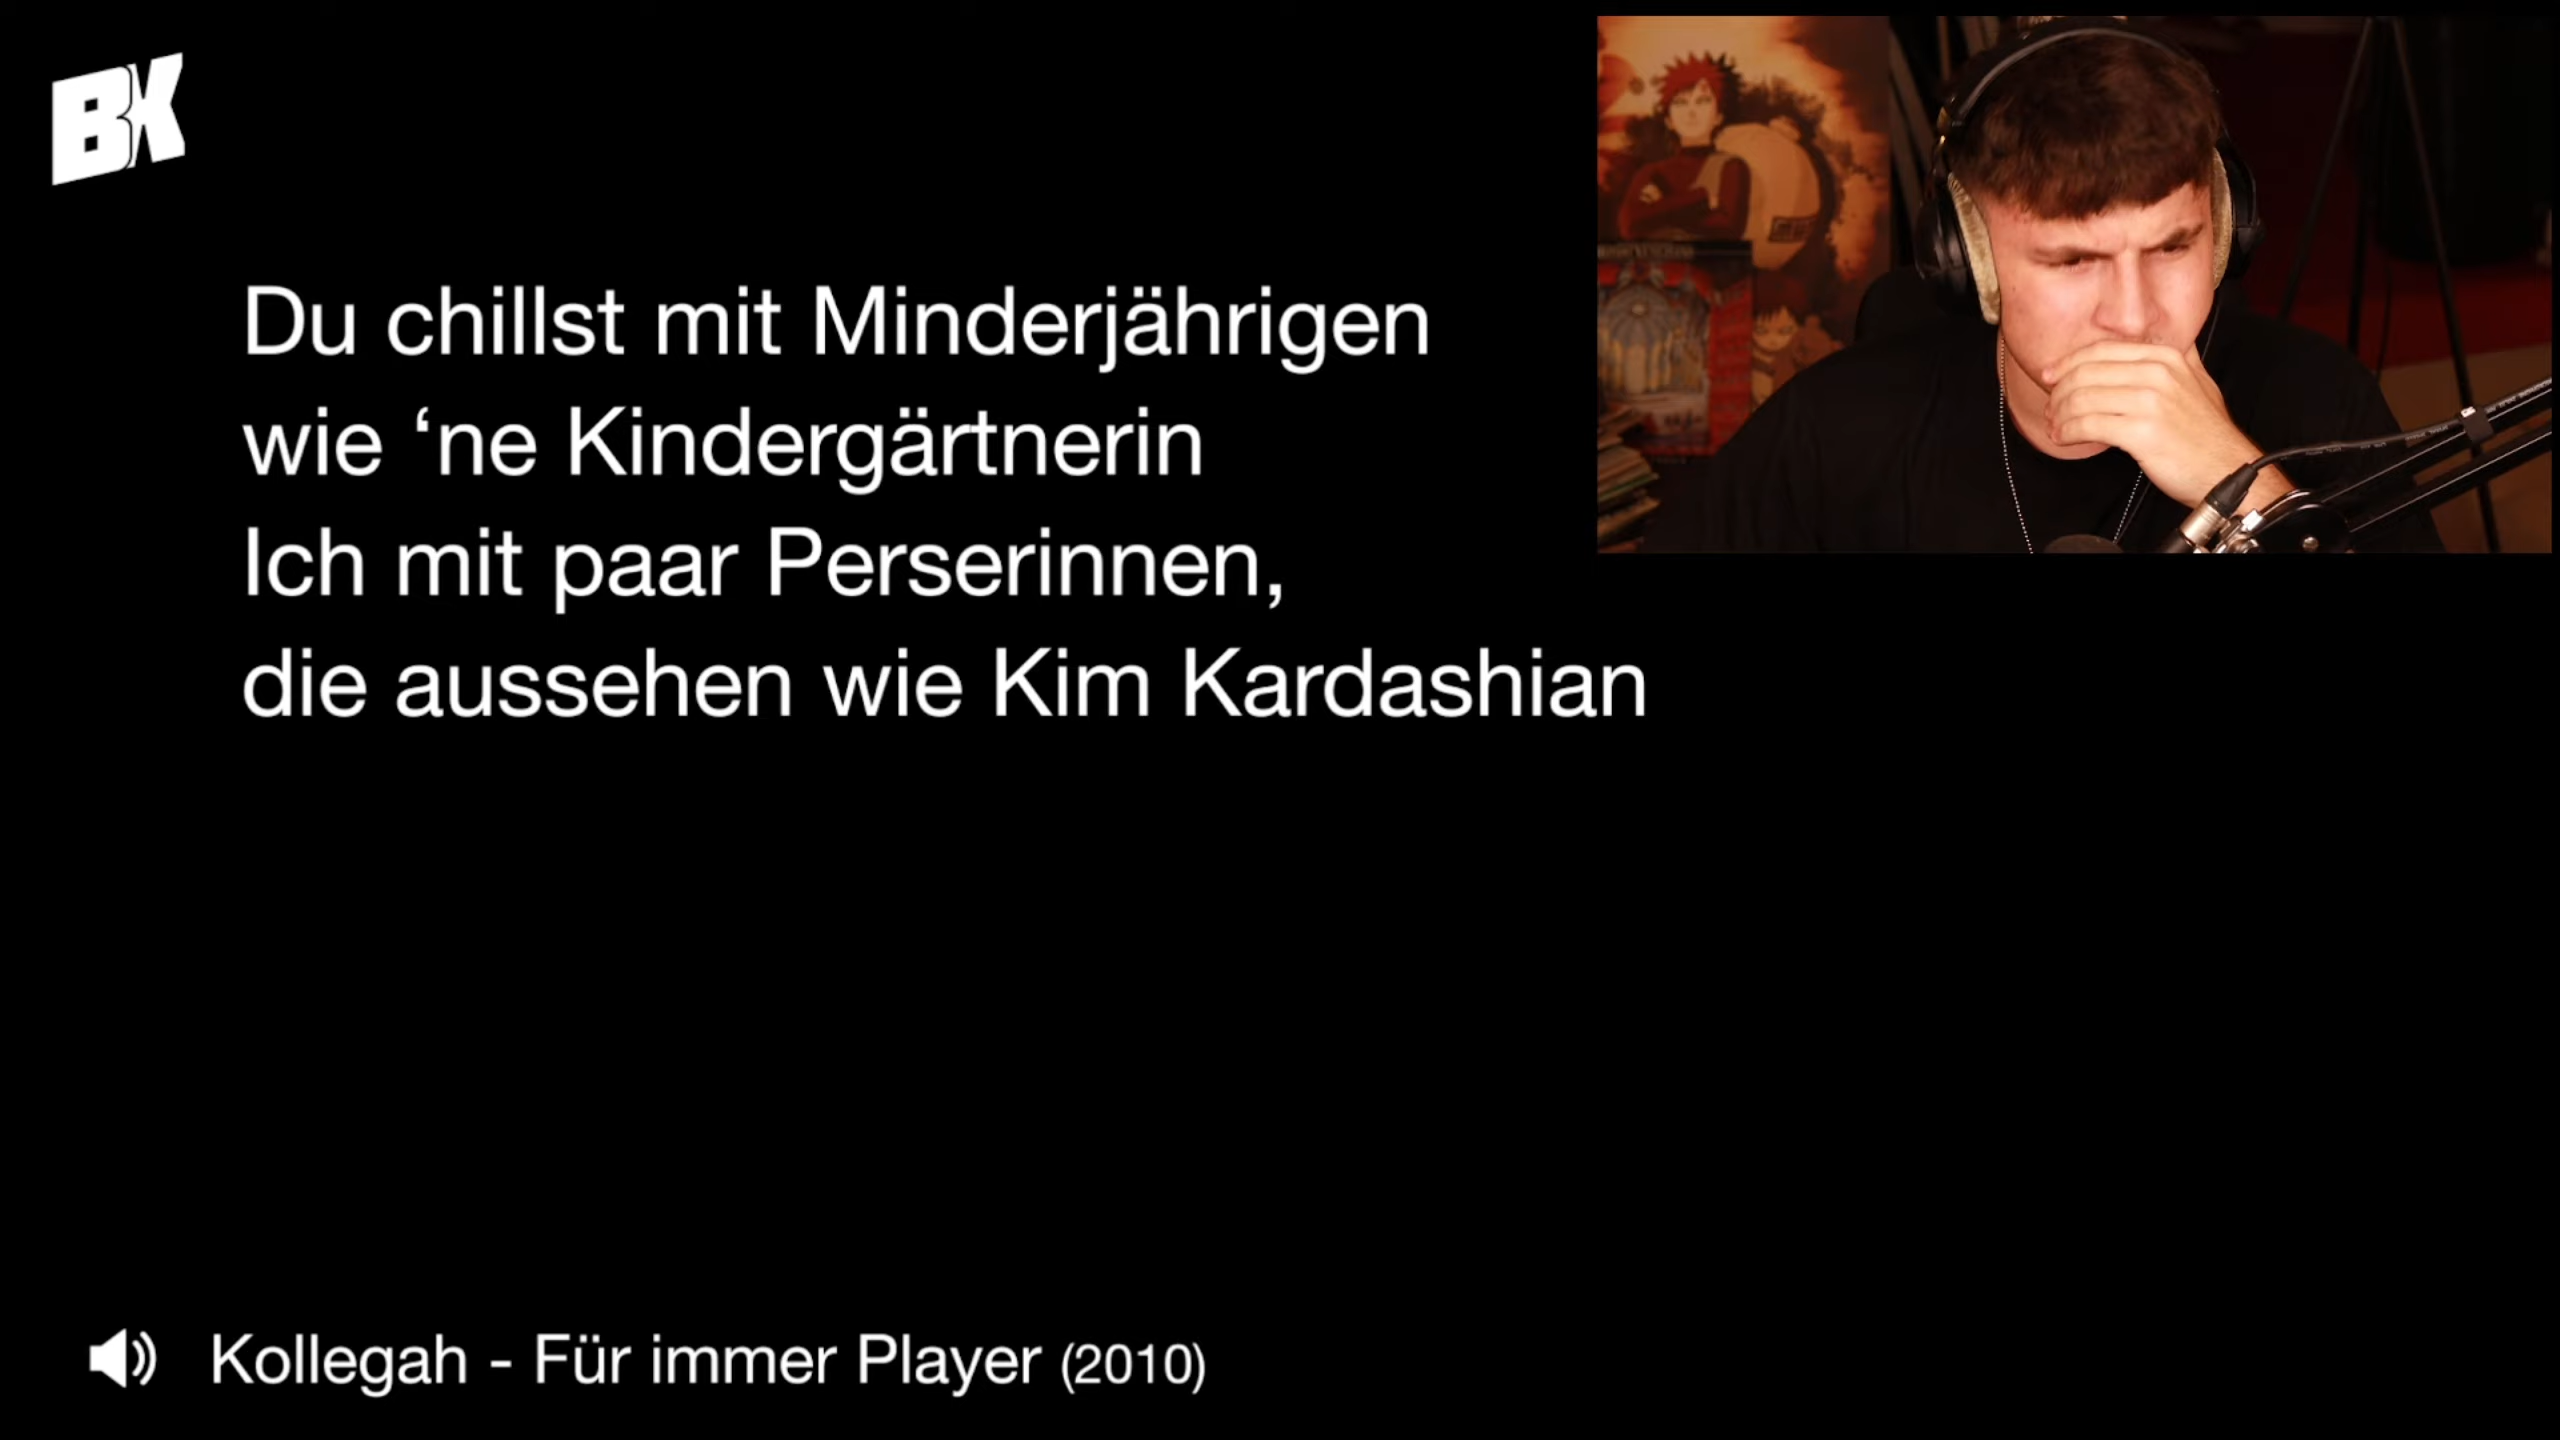 BK
Du chillst mit Minderjährigen
wie ‘ne Kindergärtnerin
Ich mit paar Perserinnen,
die aussehen wie Kim Kardashian
Kollegah - Für immer Player (2010)